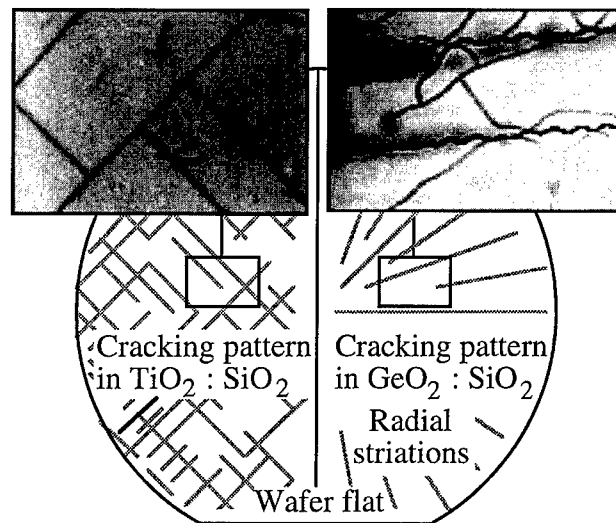 Cracking pattern
in TiO₂ : SiO₂
Cracking pattern
in GeO₂ : SiO₂
Radial
striations
Wafer flat